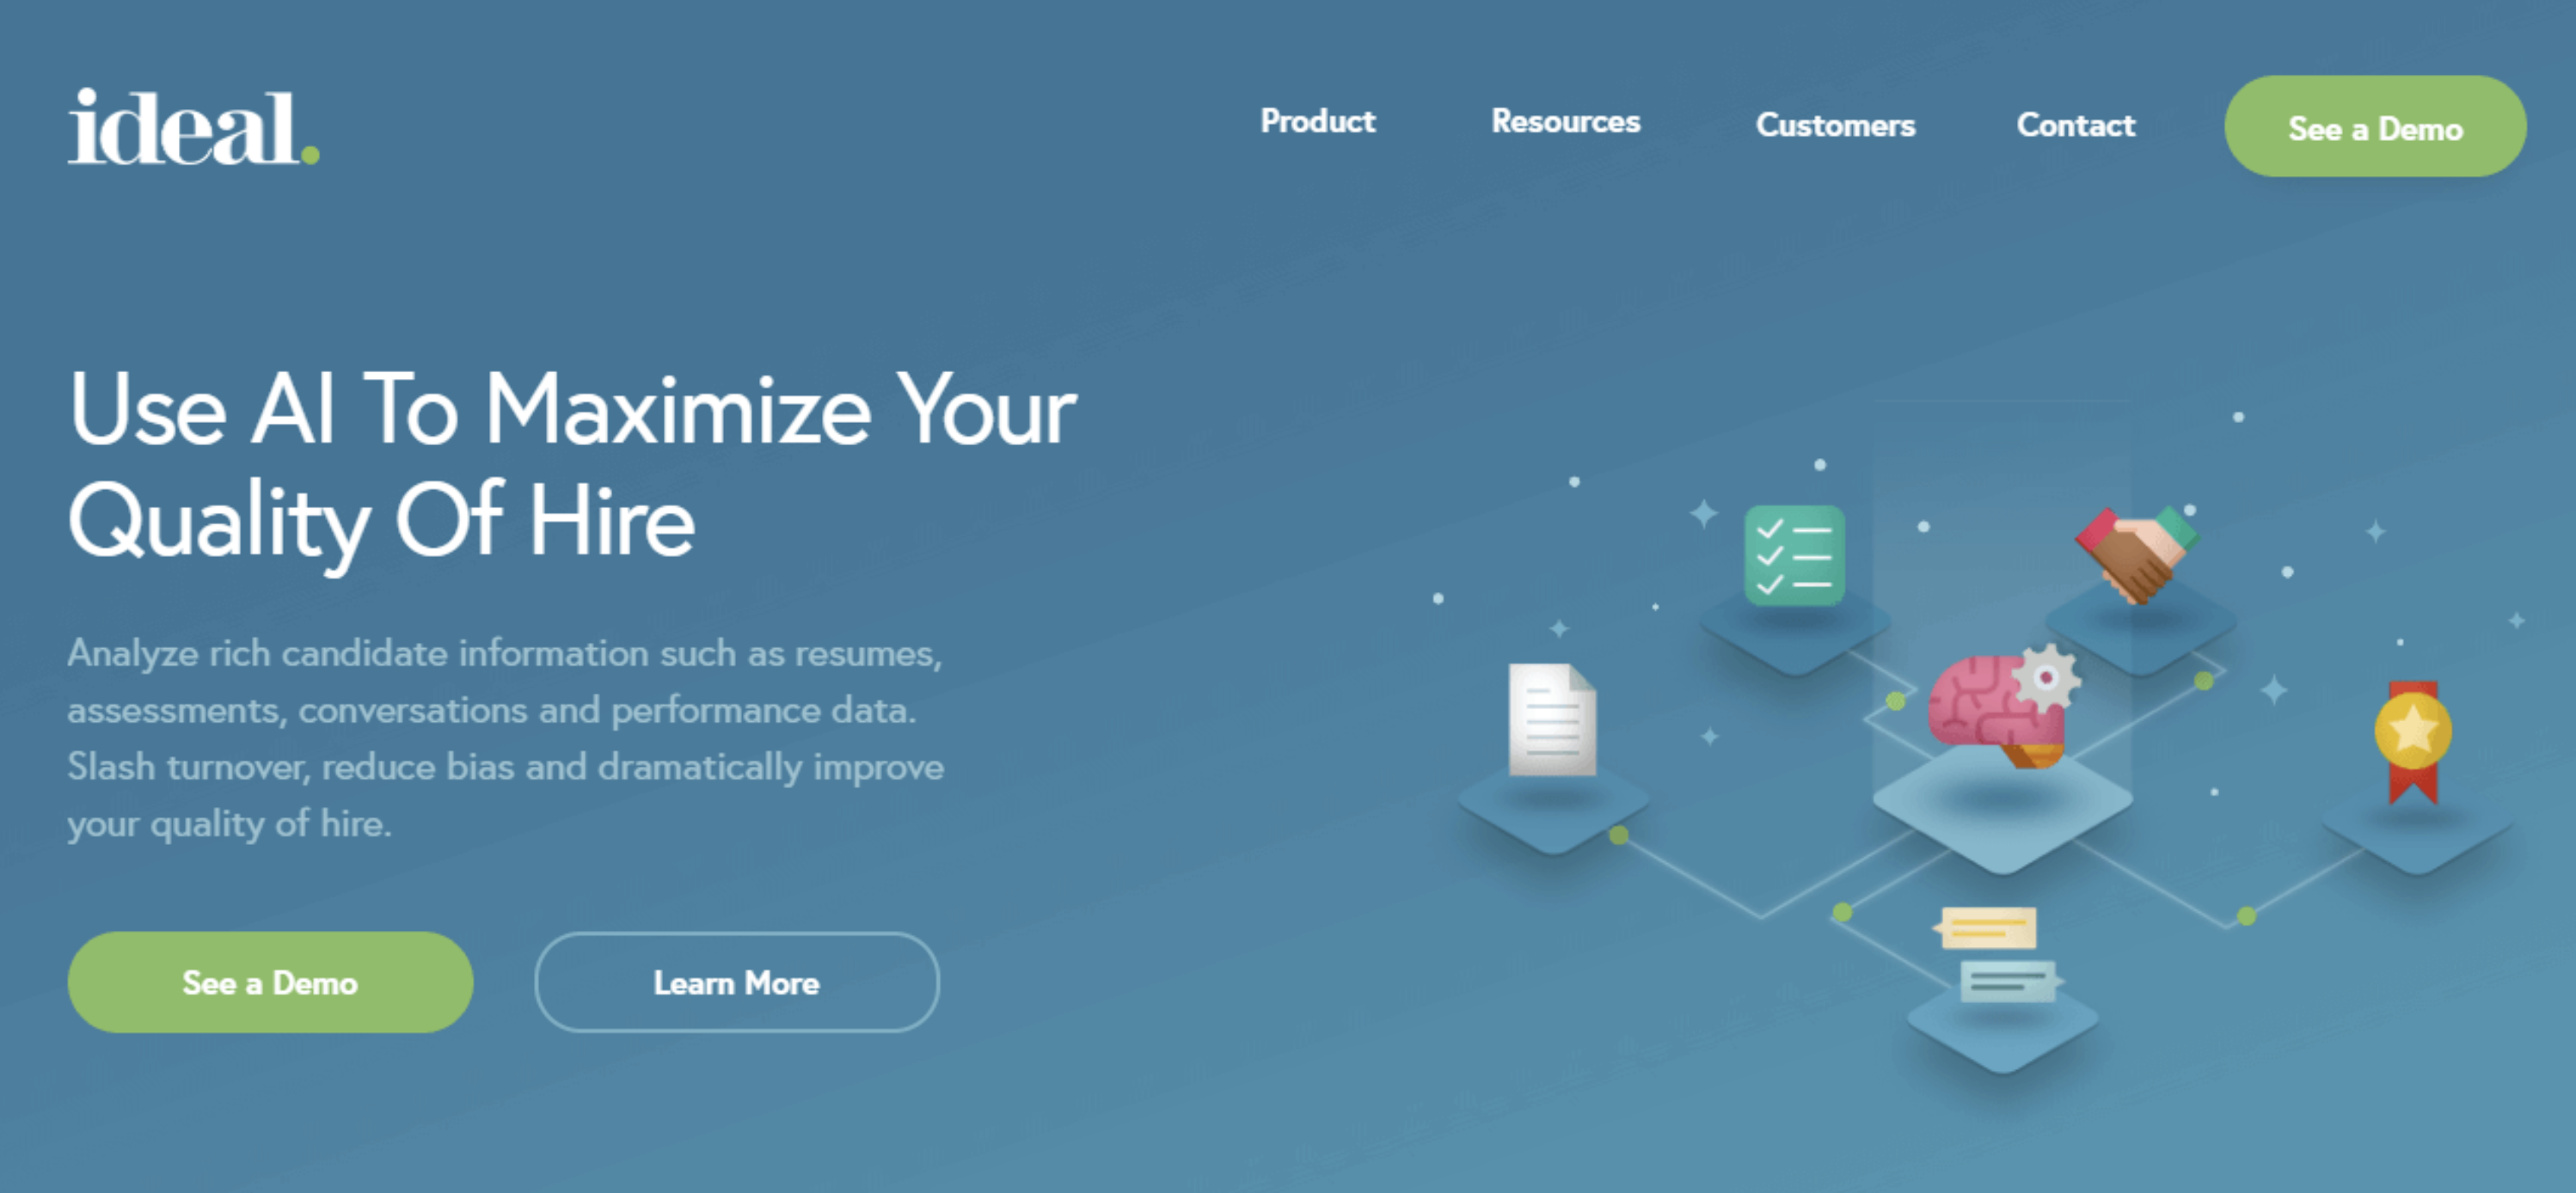 ideal.
Product
Resources
Customers
Contact
See a Demo
Use AI To Maximize Your
Quality Of Hire
Analyze rich candidate information such as resumes,
assessments, conversations and performance data.
Slash turnover, reduce bias and dramatically improve
your quality of hire.
See a Demo
Learn More